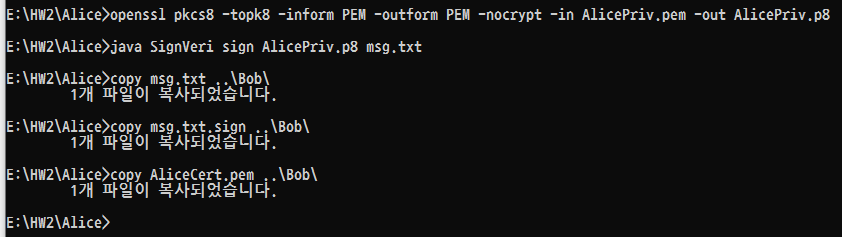 E:\HW2\Alice>openssl pkcs8 -topk8 -inform PEM -outform PEM -nocrypt -in AlicePriv.pem -out AlicePriv.p8
E:\HW2\Alice>java SignVeri sign AlicePriv.p8 msg.txt
E:\HW2\Alice>copy msg.txt ..\Bob\
1개 파일이 복사되었습니다.
E:\HW2\Alice>copy msg.txt.sign ..\Bob\
1개 파일이 복사되었습니다.
E:\HW2\Alice>copy AliceCert.pem ..\Bob\
1개 파일이 복사되었습니다.
E:\HW2\Alice>